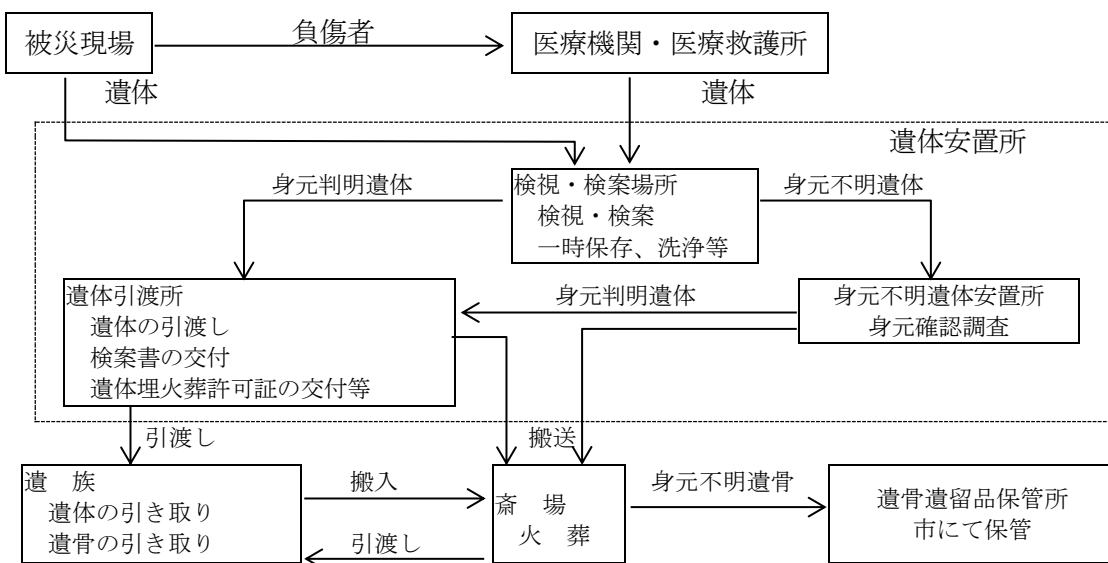 被災現場
負傷者
医療機関・医療救護所
遺体
遺体
遺体安置所
身元判明遺体
検視・検案場所
検視・検案
一時保存、洗浄等
身元不明遺体
遺体引渡所
遺体の引渡し
検案書の交付
遺体埋火葬許可証の交付等
身元判明遺体
身元不明遺体安置所
身元確認調査
引渡し
搬送
遺　族
遺体の引き取り
遺骨の引き取り
搬入
引渡し
斎　場
火　葬
身元不明遺骨
遺骨遺留品保管所
市にて保管